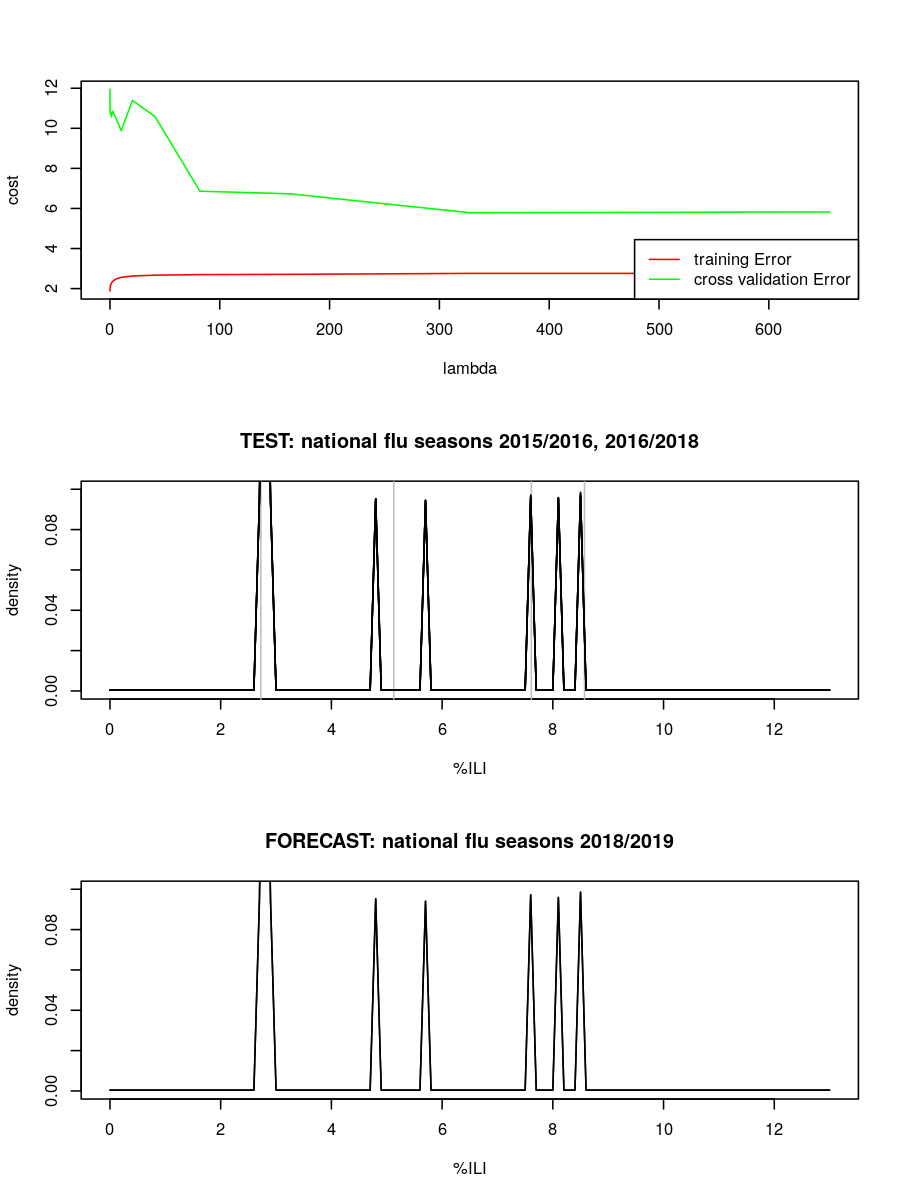 12
10
8
6
4
2
cost
training Error
cross validation Error
0 100 200 300 400 500 600
lambda
TEST: national flu seasons 2015/2016, 2016/2018
0.08
0.04
0.00
density
0 2 4 6 8 10 12
%ILI
FORECAST: national flu seasons 2018/2019
0.08
0.04
0.00
density
0 2 4 6 8 10 12
%ILI